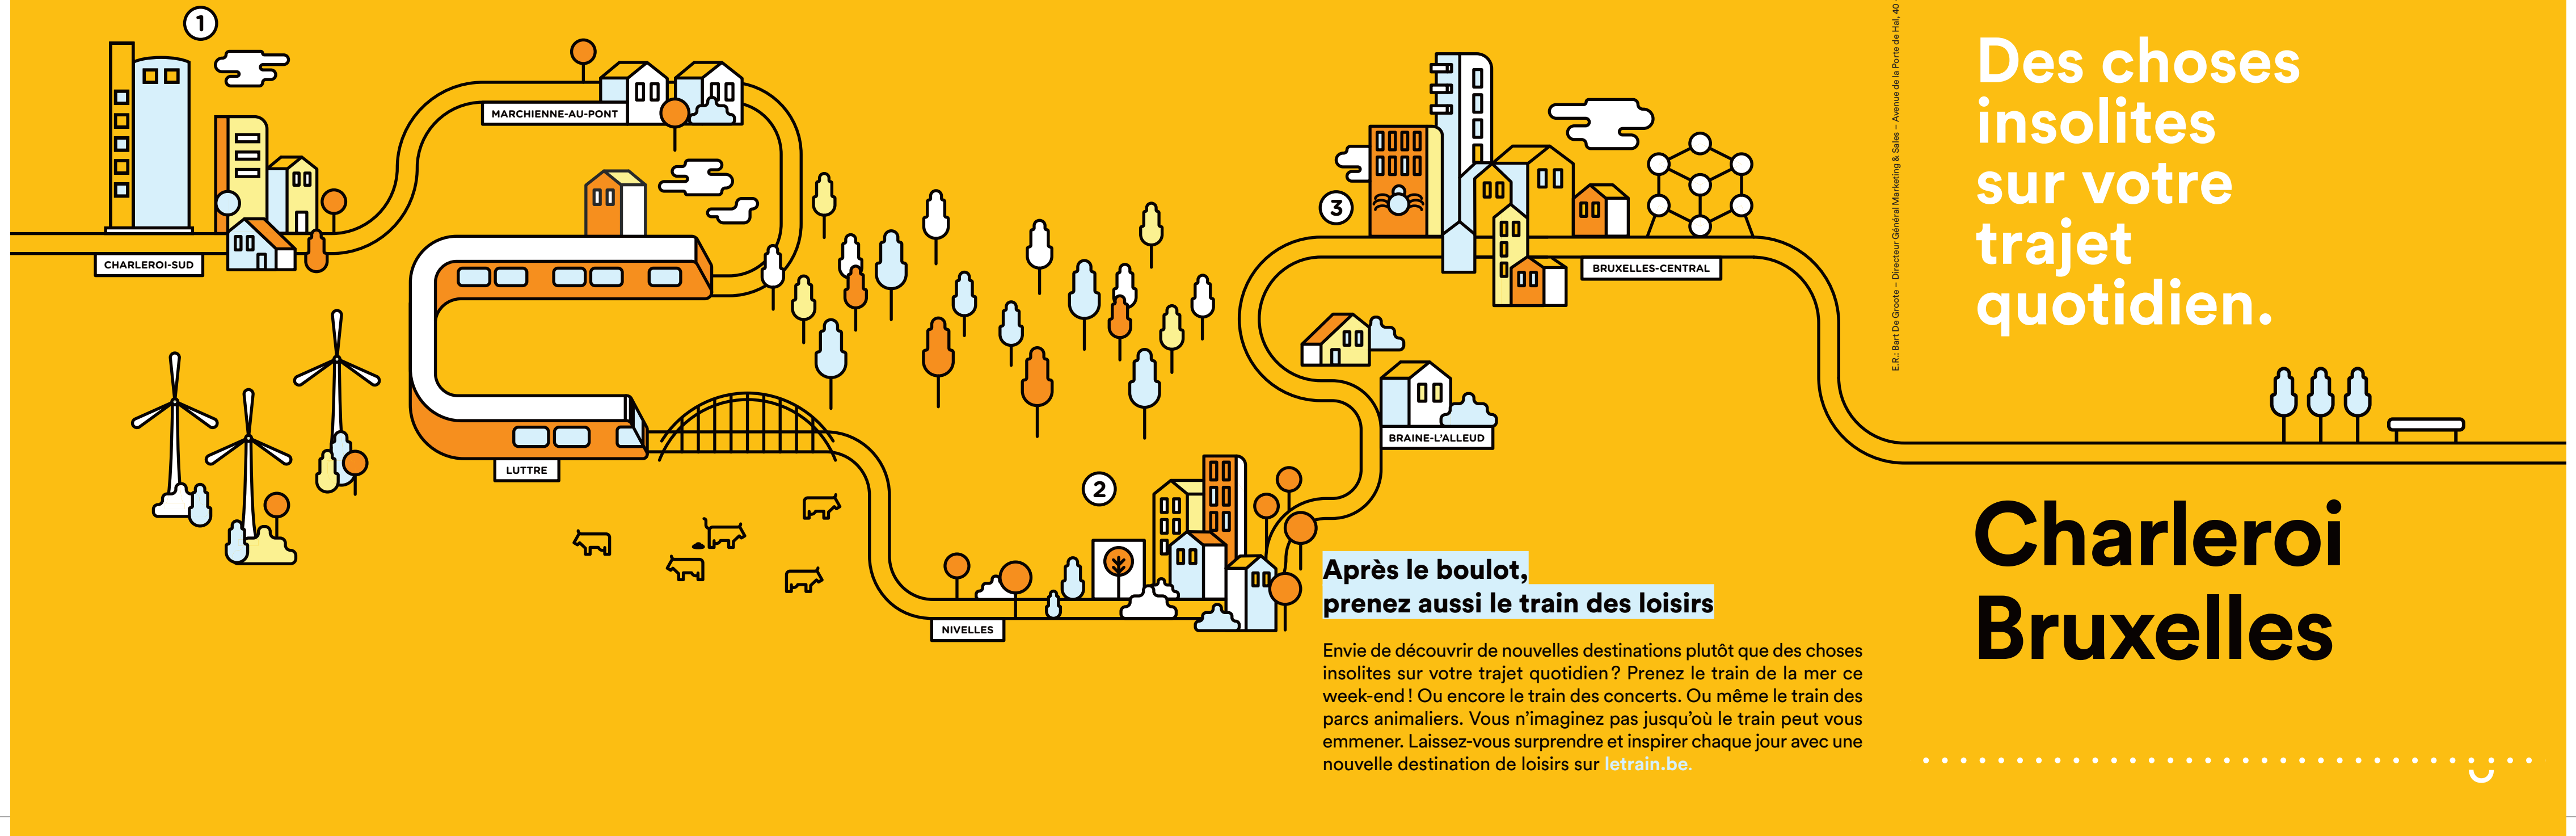 1
MARCHIENNE-AU-PONT
CHARLEROI-SUD
LUTTRE
2
NIVELLES
3
BRUXELLES-CENTRAL
BRAINE-L'ALLEUD
Après le boulot,
prenez aussi le train des loisirs
Envie de découvrir de nouvelles destinations plutôt que des choses
insolites sur votre trajet quotidien ? Prenez le train de la mer ce
week-end ! Ou encore le train des concerts. Ou même le train des
parcs animaliers. Vous n’imaginez pas jusqu’où le train peut vous
emmener. Laissez-vous surprendre et inspirer chaque jour avec une
nouvelle destination de loisirs sur letrain.be.
E.R.: Bart De Groote – Directeur Général Marketing & Sales – Avenue de la Porte de Hal, 40
Des choses
insolites
sur votre
trajet
quotidien.
Charleroi
Bruxelles